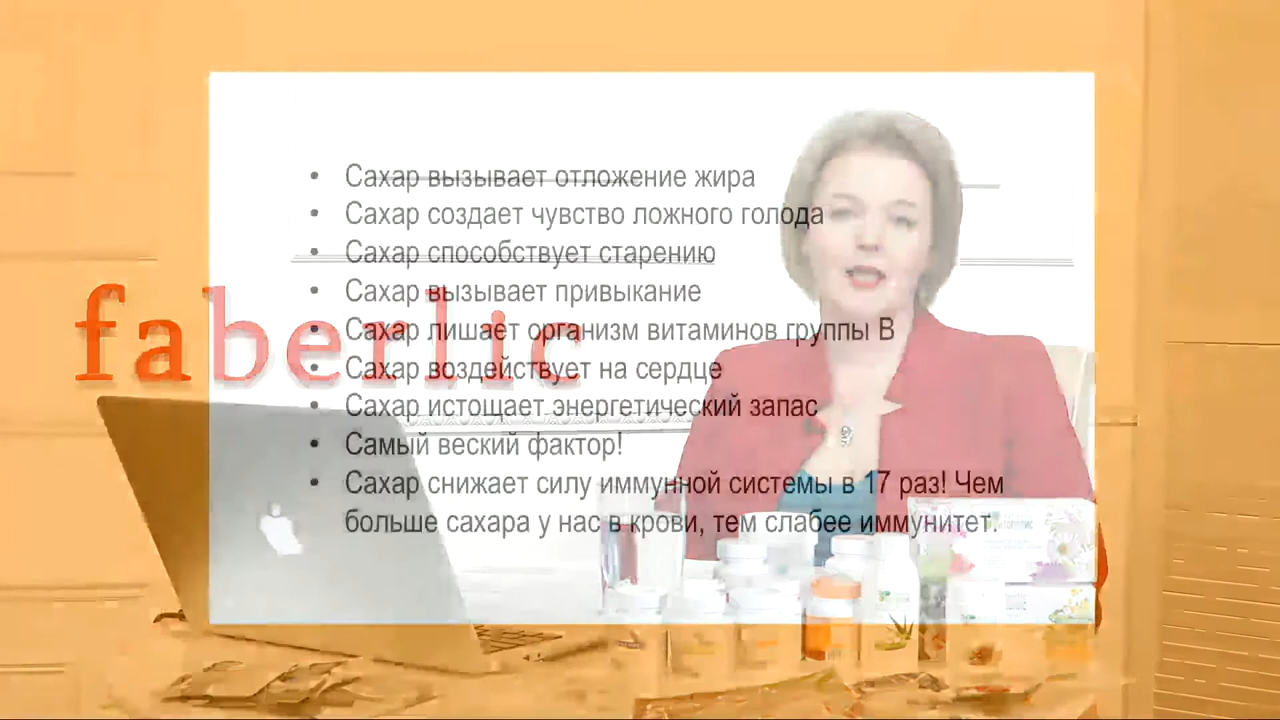 Сахар вызывает отложение жира
Сахар создает чувство ложного голода
Сахар способствует старению
faberlic
Сахар вызывает привыкание
Сахар лишает организм витаминов группы В
Сахар воздействует на сердце
Сахар истощает энергетический запас
Самый веский фактор!
Сахар снижает силу иммунной системы в 17 раз! Чем
больше сахара у нас в крови, тем слабее иммунитет.